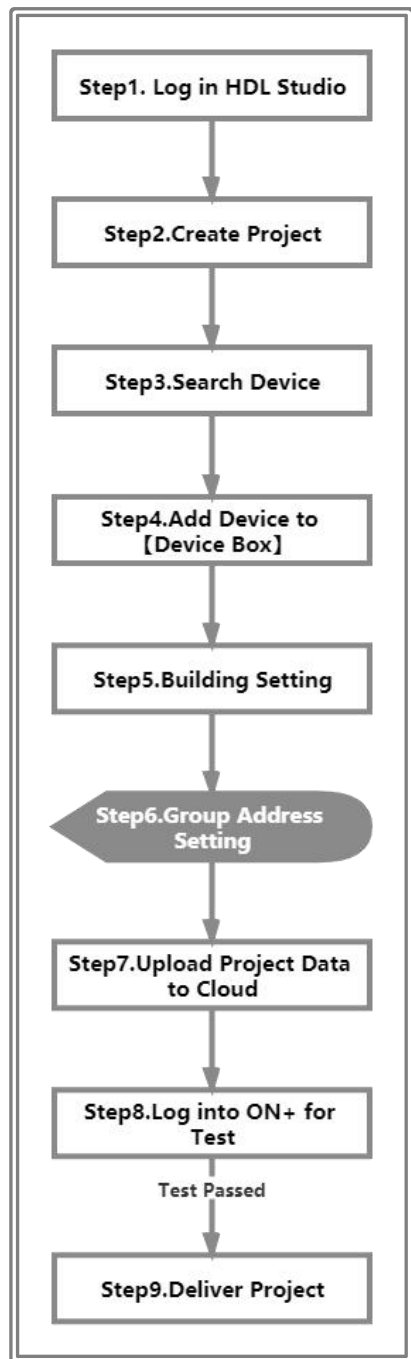 Step1. Log in HDL Studio
Step2.Create Project
Step3.Search Device
Step4.Add Device to
【Device Box】
Step5.Building Setting
Step6.Group Address
Setting
Step7.Upload Project Data
to Cloud
Step8.Log into ON+ for
Test
Test Passed
Step9.Deliver Project